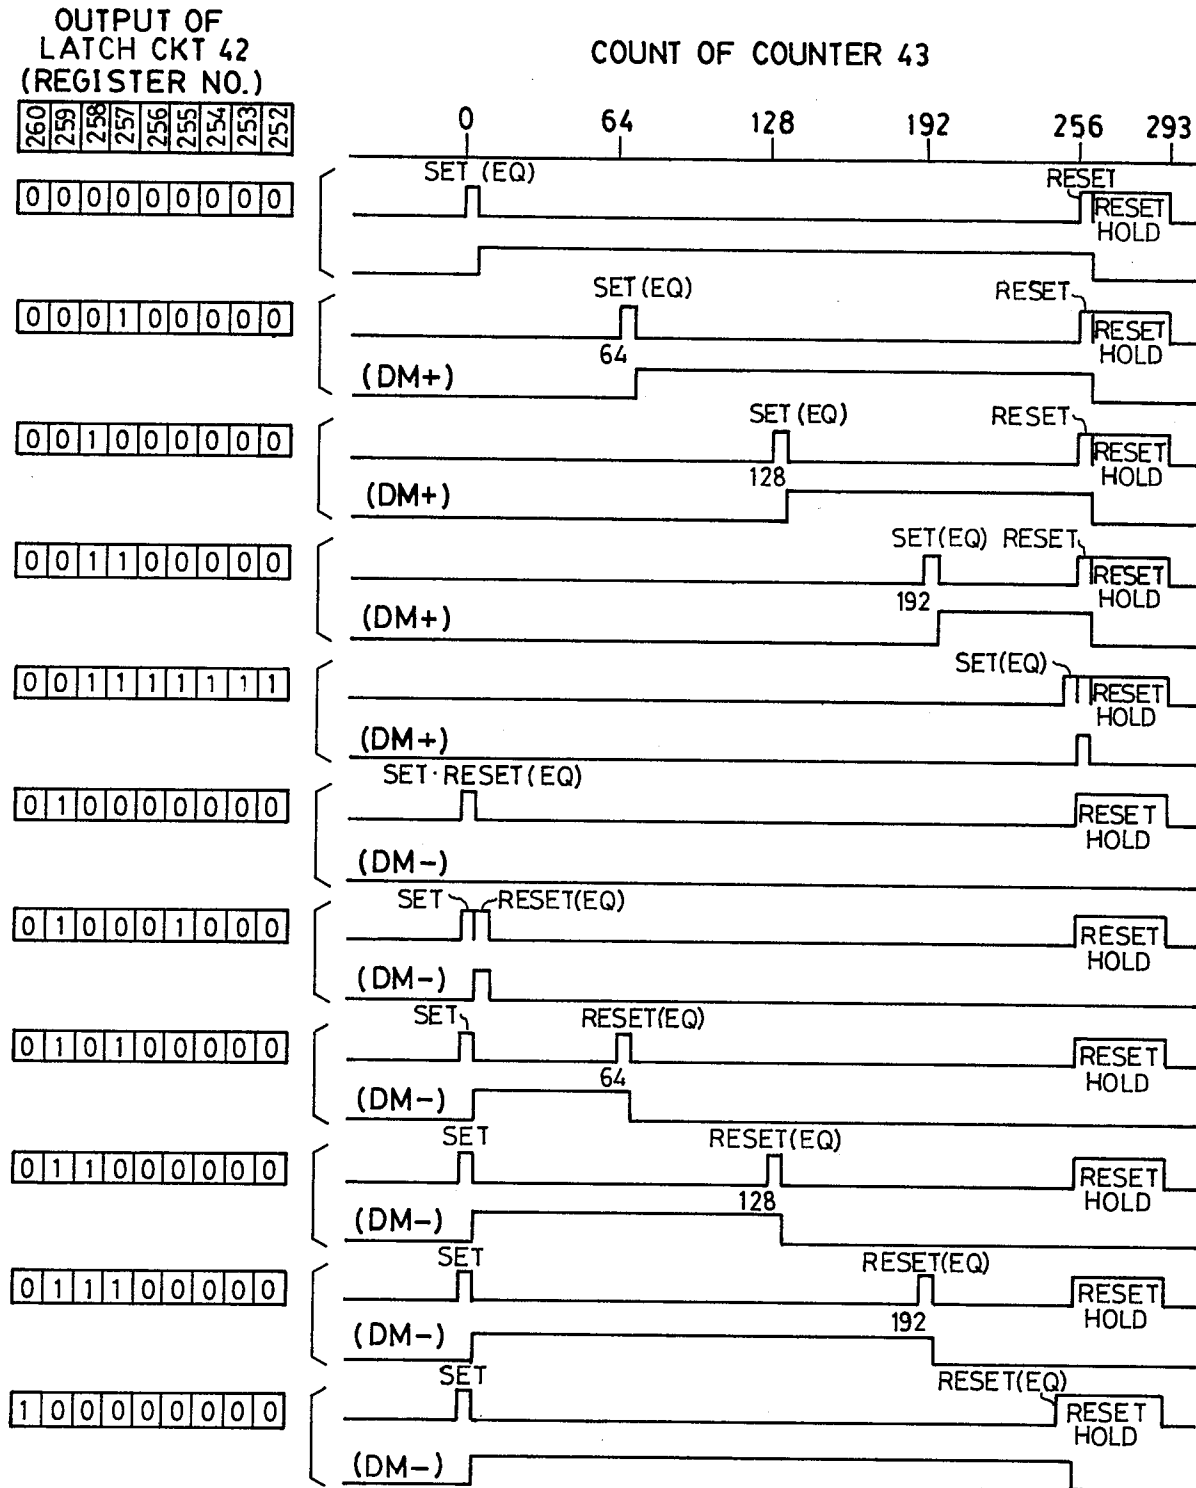 OUTPUT OF
LATCH CKT 42
(REGISTER NO.)
COUNT OF COUNTER 43
260 259 258 257 256 255 254 253 252
0 64 128 192 256 293
SET (EQ)
RESET
0 0 0 0 0 0 0 0 0
RESET
HOLD
SET (EQ)
RESET
0 0 0 1 0 0 0 0 0
RESET
HOLD
64
(DM+)
SET (EQ)
RESET
0 0 1 0 0 0 0 0 0
RESET
HOLD
128
(DM+)
SET(EQ) RESET
0 0 1 1 0 0 0 0 0
RESET
HOLD
192
(DM+)
SET(EQ)
0 0 1 1 1 1 1 1 1
RESET
HOLD
(DM+)
SET·RESET(EQ)
0 1 0 0 0 0 0 0 0
RESET
HOLD
(DM-)
SET RESET(EQ)
0 1 0 0 0 1 0 0 0
RESET
HOLD
(DM-)
SET RESET(EQ)
0 1 0 1 0 0 0 0 0
RESET
HOLD
64
(DM-)
SET RESET(EQ)
0 1 1 0 0 0 0 0 0
RESET
HOLD
128
(DM-)
SET RESET(EQ)
0 1 1 1 0 0 0 0 0
RESET
HOLD
192
(DM-)
SET RESET(EQ)
1 0 0 0 0 0 0 0 0
RESET
HOLD
(DM-)